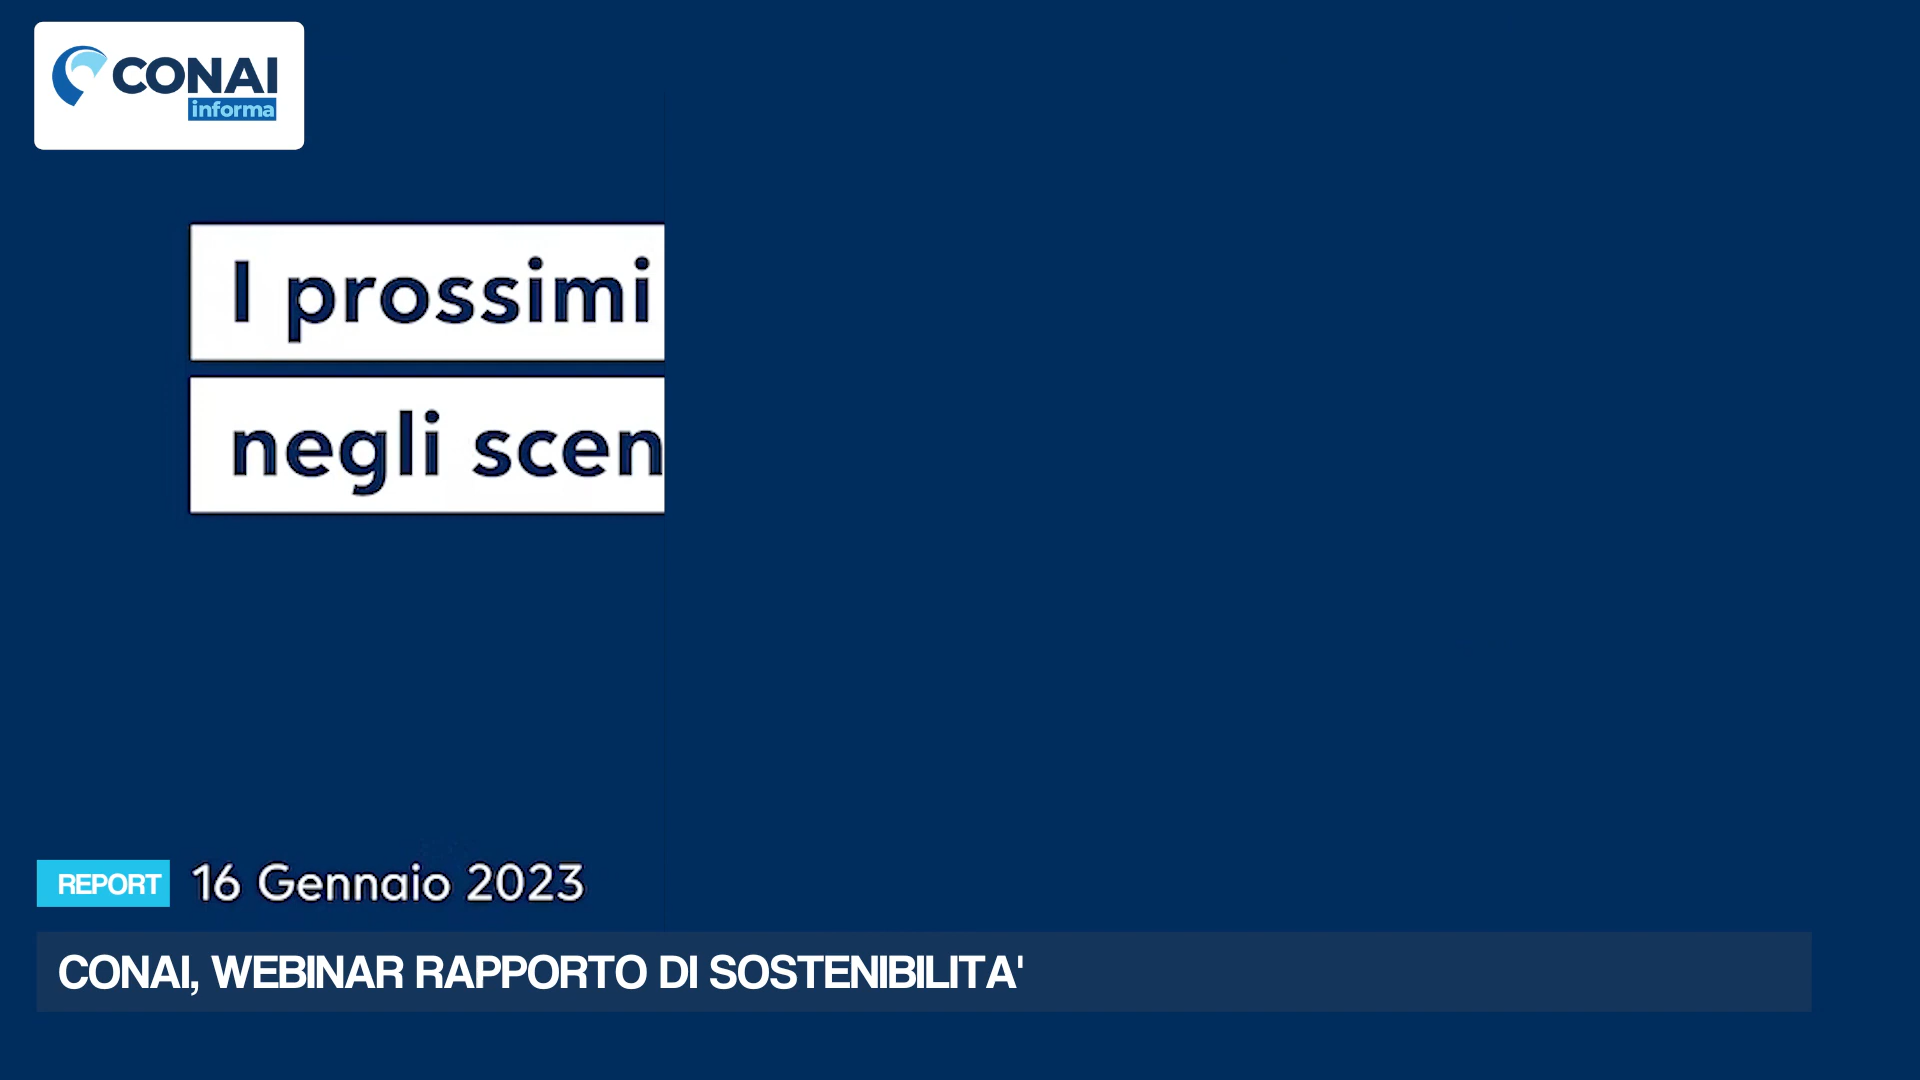 CONAI
informa
I prossimi
negli scen
REPORT
16 Gennaio 2023
CONAI, WEBINAR RAPPORTO DI SOSTENIBILITA'